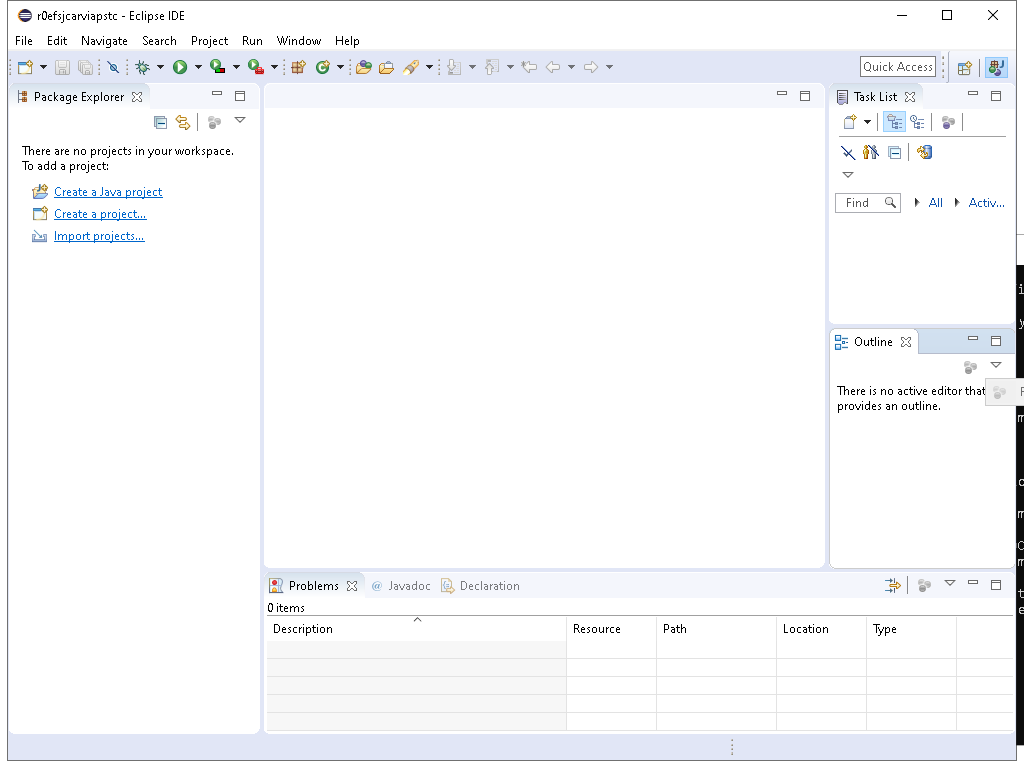 r0efsjcarviapstc - Eclipse IDE
File Edit Navigate Search Project Run Window Help
Quick Access
Package Explorer
There are no projects in your workspace.
To add a project:
Create a Java project
Create a project...
Import projects...
Task List
Find All Activ...
Outline
There is no active editor that
provides an outline.
Problems @ Javadoc Declaration
0 items
Description Resource Path Location Type